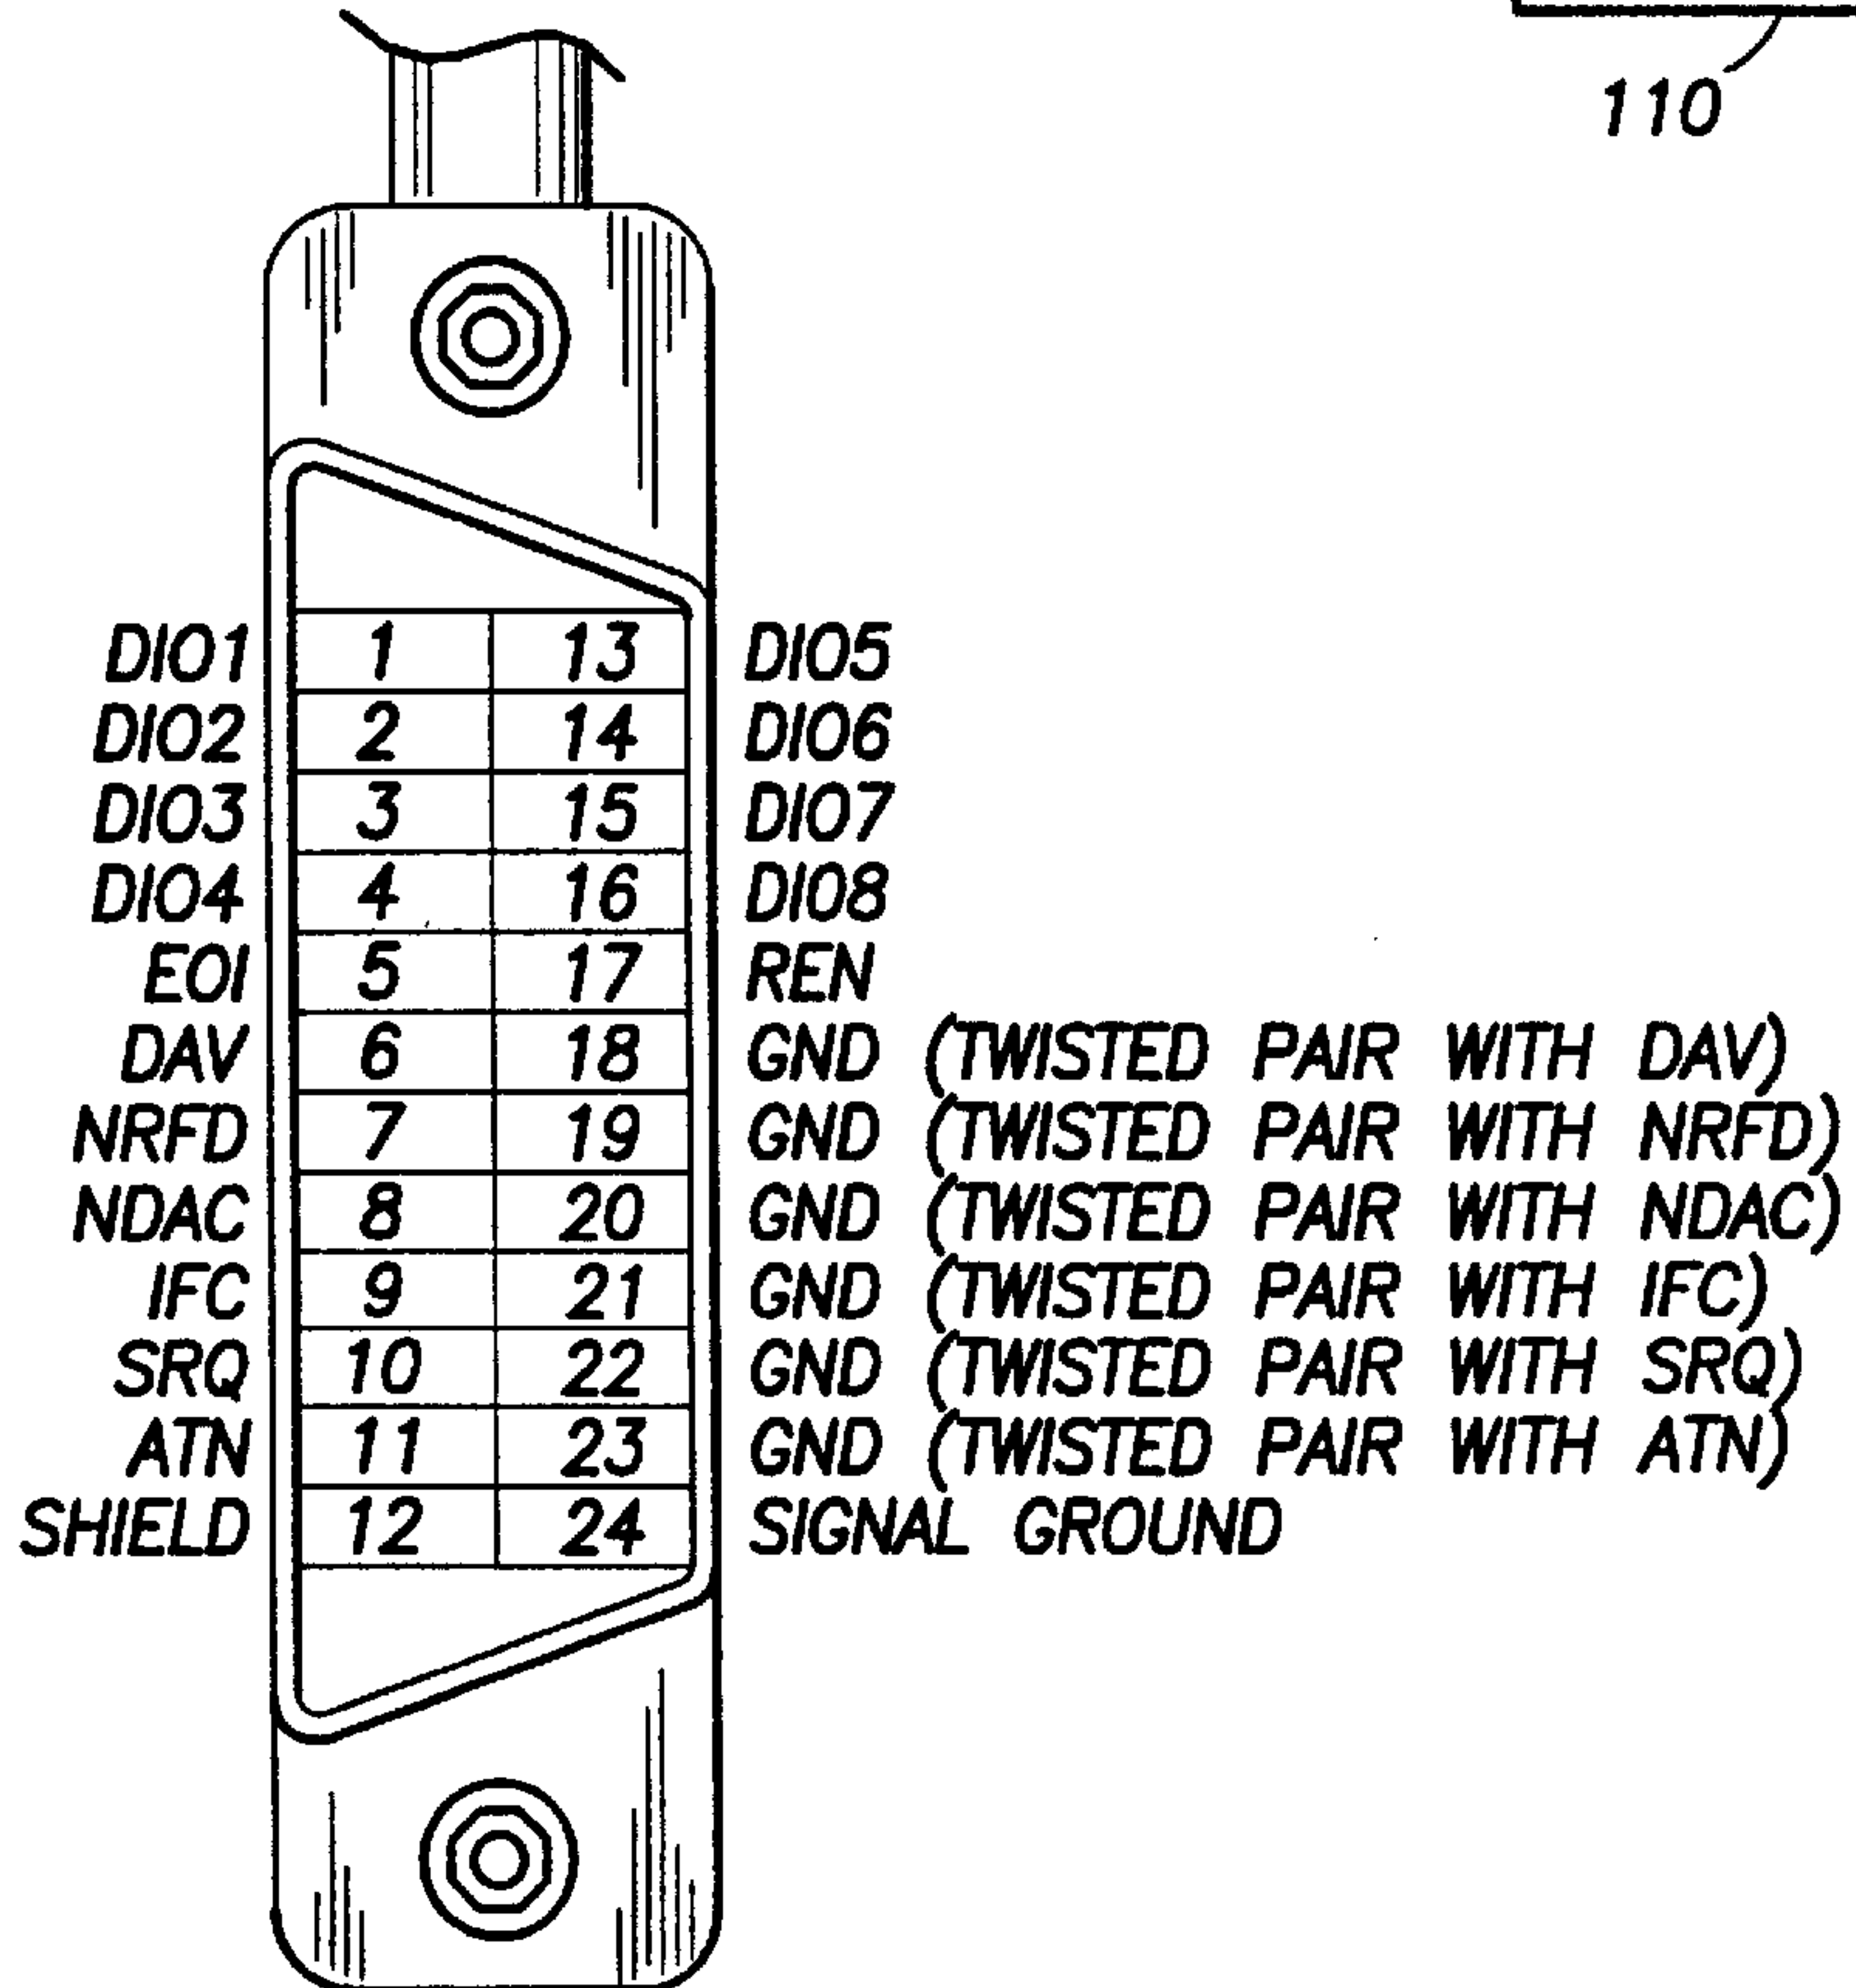 110
DIO1 1 13 DIO5
DIO2 2 14 DIO6
DIO3 3 15 DIO7
DIO4 4 16 DIO8
EOI 5 17 REN
DAV 6 18 GND (TWISTED PAIR WITH DAV)
NRFD 7 19 GND (TWISTED PAIR WITH NRFD)
NDAC 8 20 GND (TWISTED PAIR WITH NDAC)
IFC 9 21 GND (TWISTED PAIR WITH IFC)
SRQ 10 22 GND (TWISTED PAIR WITH SRQ)
ATN 11 23 GND (TWISTED PAIR WITH ATN)
SHIELD 12 24 SIGNAL GROUND